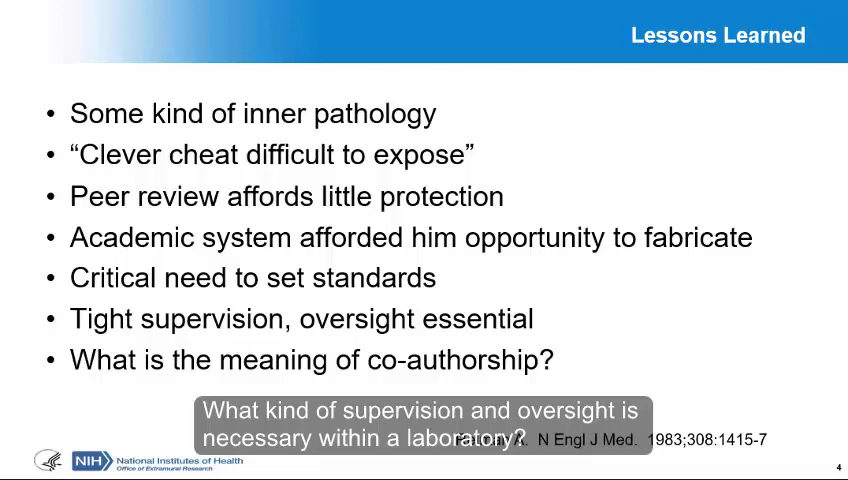 Lessons Learned
• Some kind of inner pathology
• “Clever cheat difficult to expose”
• Peer review affords little protection
• Academic system afforded him opportunity to fabricate
• Critical need to set standards
• Tight supervision, oversight essential
• What is the meaning of co-authorship?
What kind of supervision and oversight is
necessary within a laboratory?
A. N Engl J Med. 1983;308:1415-7
NIH
National Institutes of Health
Office of Extramural Research
4